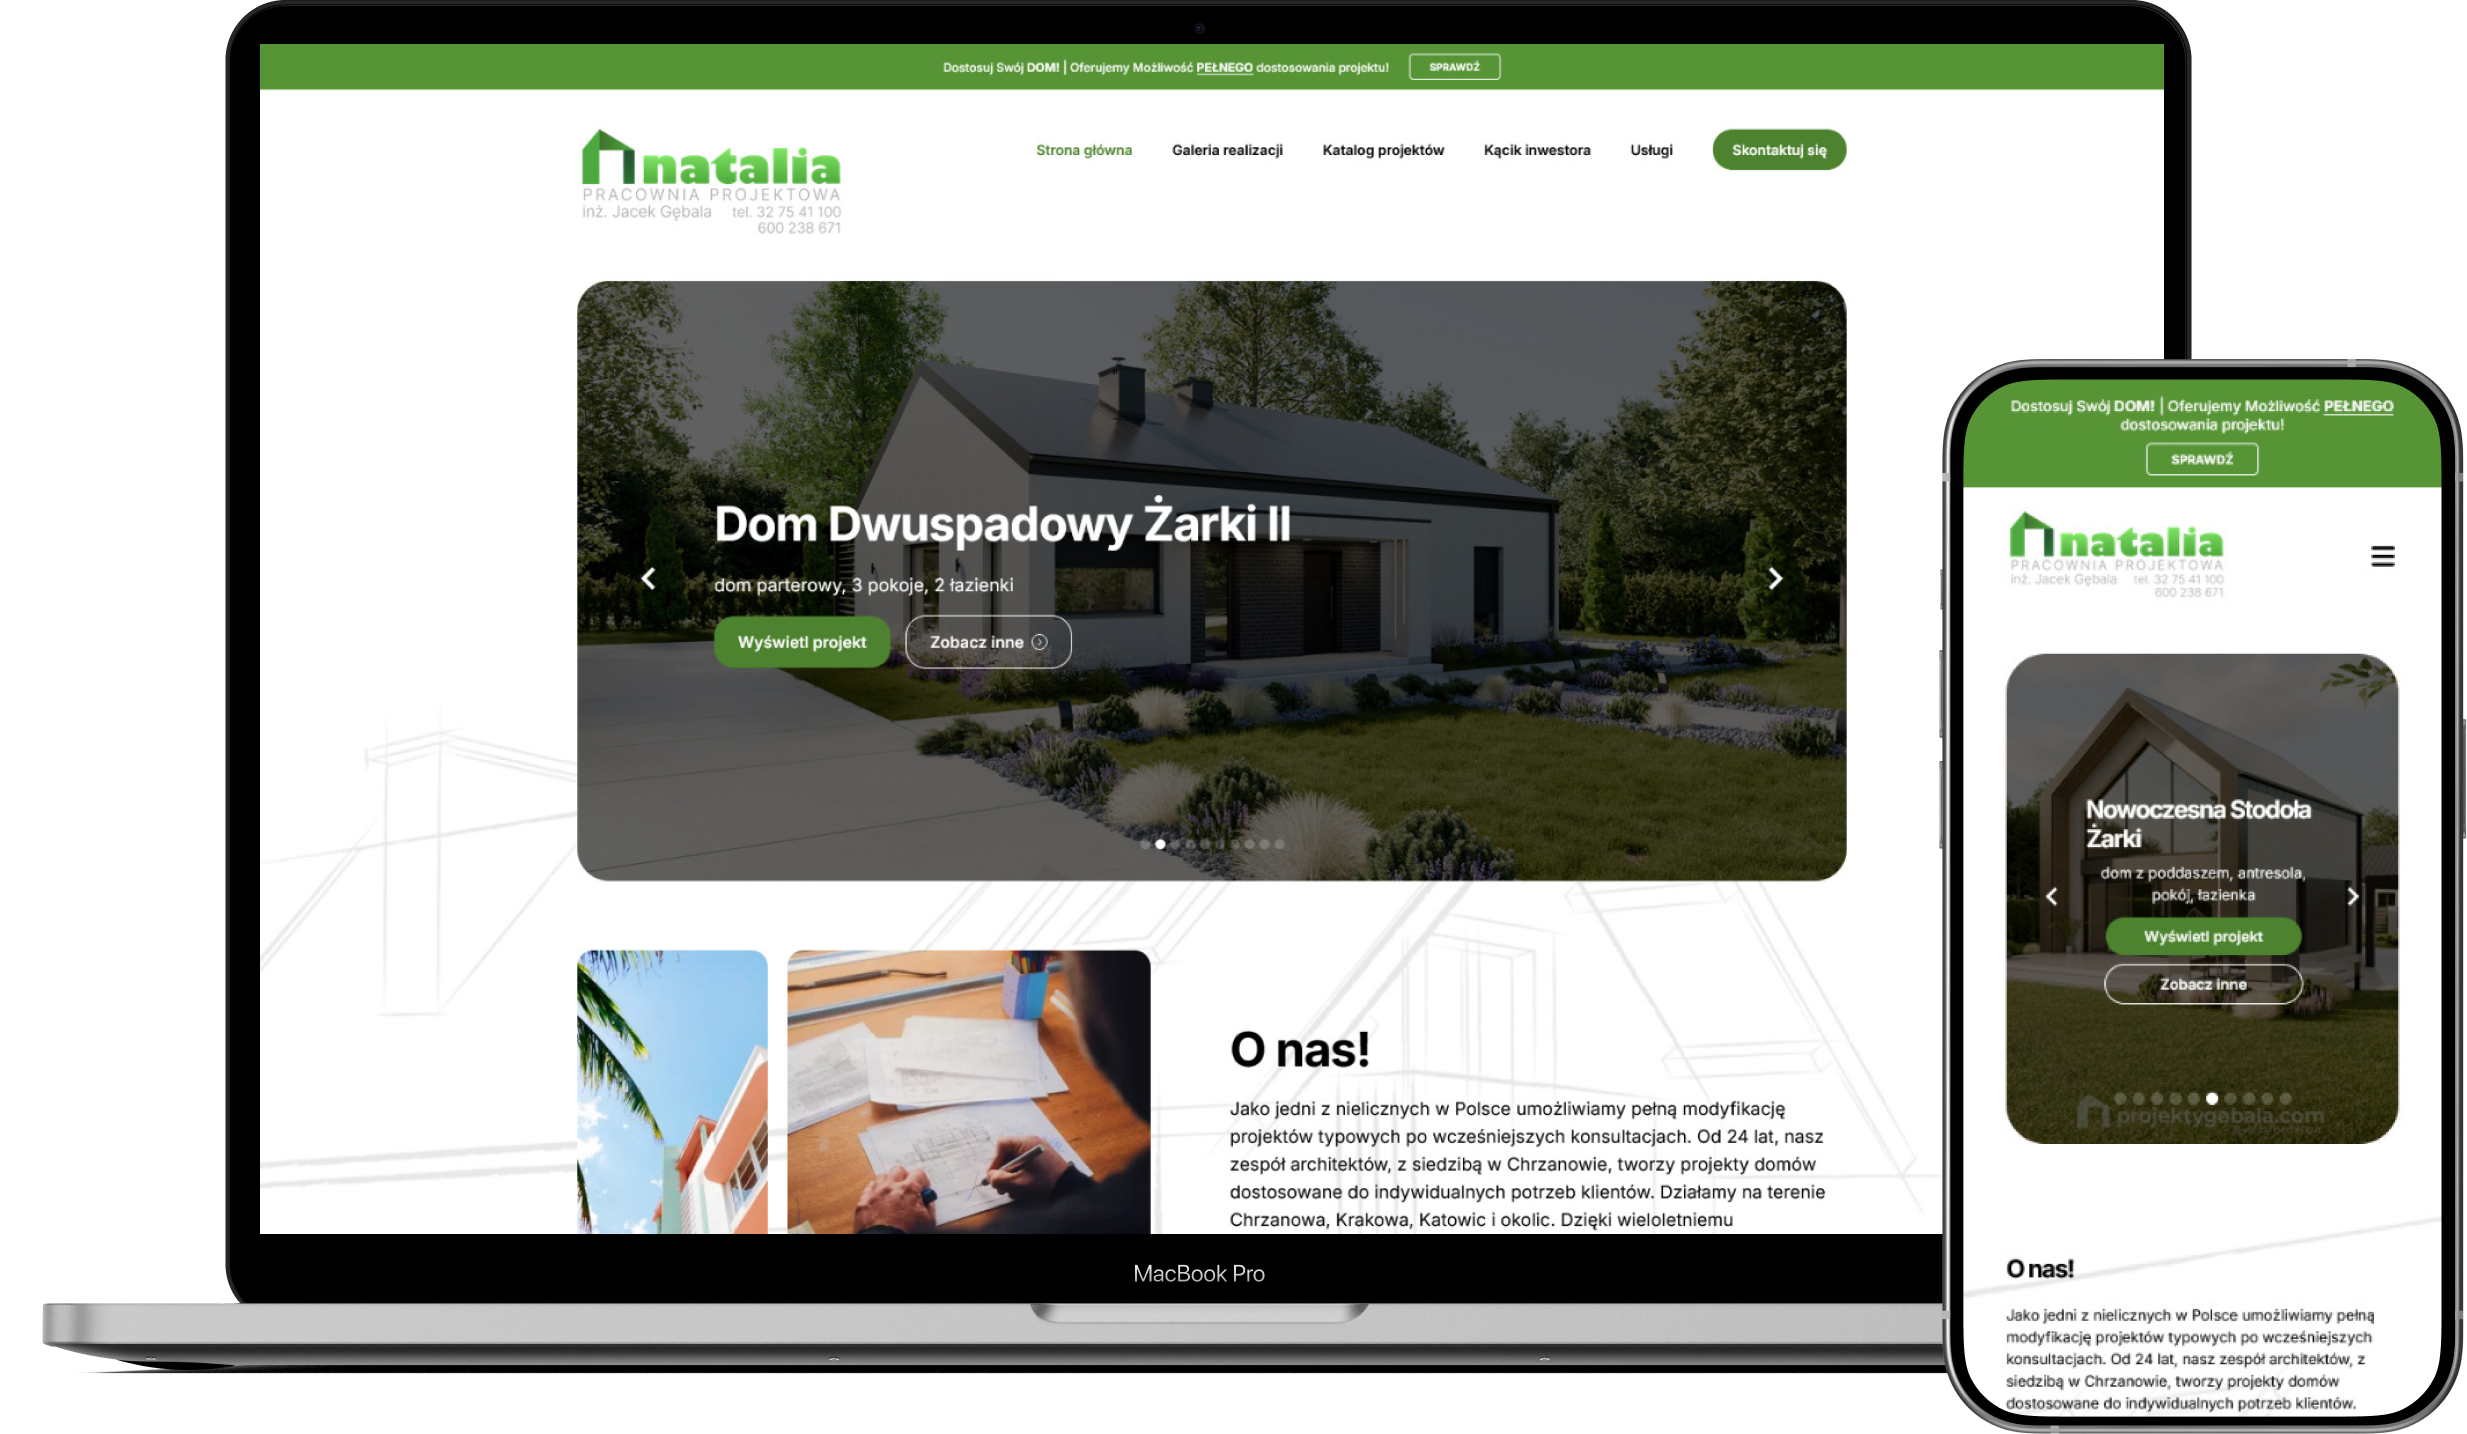 Dostosuj Swój DOM! | Oferujemy Możliwość PEŁNEGO dostosowania projektu!
SPRAWDŹ
natalia
PRACOWNIA PROJEKTOWA
inż. Jacek Gębala tel. 32 75 41 100
600 238 671
Strona główna
Galeria realizacji
Katalog projektów
Kącik inwestora
Usługi
Skontaktuj się
Dom Dwuspadowy Żarki II
dom parterowy, 3 pokoje, 2 łazienki
Wyświetl projekt
Zobacz inne
O nas!
Jako jedni z nielicznych w Polsce umożliwiamy pełną modyfikację
projektów typowych po wcześniejszych konsultacjach. Od 24 lat, nasz
zespół architektów, z siedzibą w Chrzanowie, tworzy projekty domów
dostosowane do indywidualnych potrzeb klientów. Działamy na terenie
Chrzanowa, Krakowa, Katowic i okolic. Dzięki wieloletniemu
MacBook Pro
Dostosuj Swój DOM! | Oferujemy Możliwość PEŁNEGO
dostosowania projektu!
SPRAWDŹ
natalia
PRACOWNIA PROJEKTOWA
inż. Jacek Gębala tel. 32 75 41 100
600 238 671
Nowoczesna Stodoła
Żarki
dom z poddaszem, antresola,
pokój, łazienka
Wyświetl projekt
Zobacz inne
projektygebala.com
O nas!
Jako jedni z nielicznych w Polsce umożliwiamy pełną
modyfikację projektów typowych po wcześniejszych
konsultacjach. Od 24 lat, nasz zespół architektów, z
siedzibą w Chrzanowie, tworzy projekty domów
dostosowane do indywidualnych potrzeb klientów.